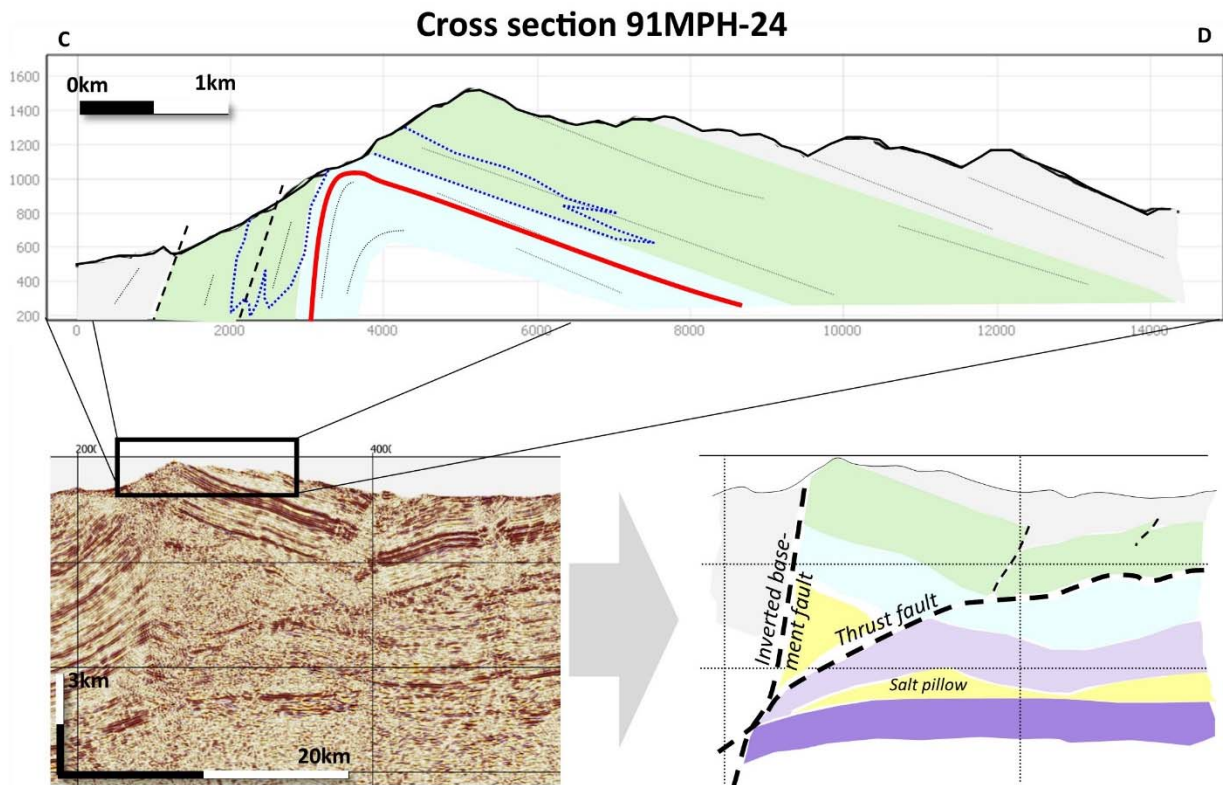 Cross section 91MPH-24
C
D
0km 1km
1600
1400
1200
1000
800
600
400
200
0 2000 4000 6000 8000 10000 12000 14000
Inverted base-
ment fault
Thrust fault
Salt pillow
3km
20km